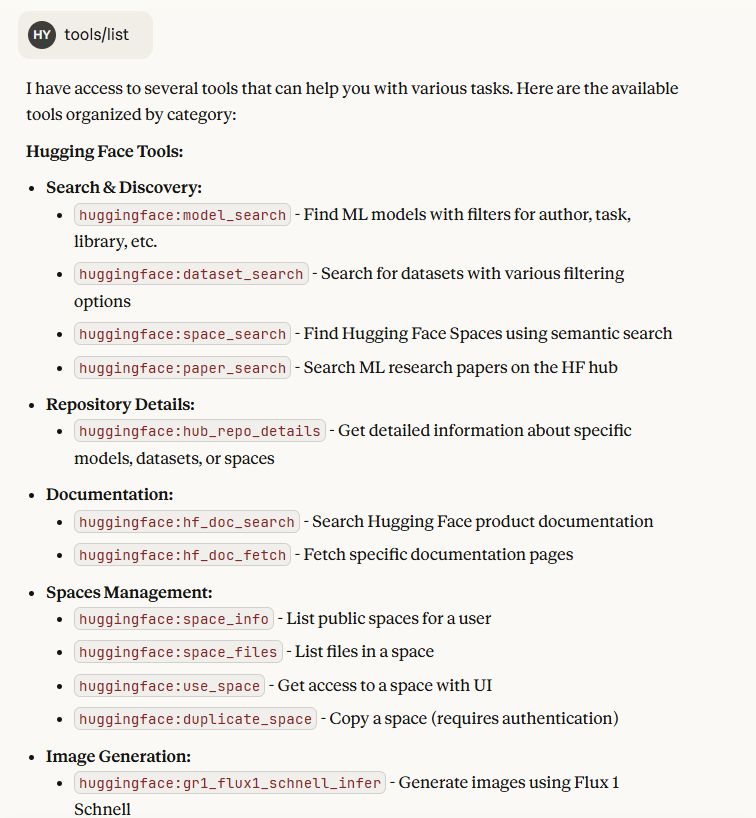 HY tools/list
I have access to several tools that can help you with various tasks. Here are the available
tools organized by category:
Hugging Face Tools:
• Search & Discovery:
• huggingface:model_search - Find ML models with filters for author, task,
library, etc.
• huggingface:dataset_search - Search for datasets with various filtering
options
• huggingface:space_search - Find Hugging Face Spaces using semantic search
• huggingface:paper_search - Search ML research papers on the HF hub
• Repository Details:
• huggingface:hub_repo_details - Get detailed information about specific
models, datasets, or spaces
• Documentation:
• huggingface:hf_doc_search - Search Hugging Face product documentation
• huggingface:hf_doc_fetch - Fetch specific documentation pages
• Spaces Management:
• huggingface:space_info - List public spaces for a user
• huggingface:space_files - List files in a space
• huggingface:use_space - Get access to a space with UI
• huggingface:duplicate_space - Copy a space (requires authentication)
• Image Generation:
• huggingface:gr1_flux1_schnell_infer - Generate images using Flux 1
Schnell